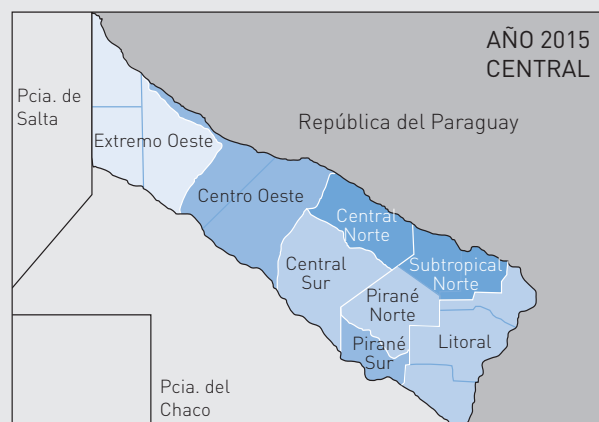 AÑO 2015
CENTRAL
Pcia. de
Salta
República del Paraguay
Extremo Oeste
Centro Oeste
Central
Norte
Subtropical
Norte
Central
Sur
Pirané
Norte
Litoral
Pirané
Sur
Pcia. del
Chaco